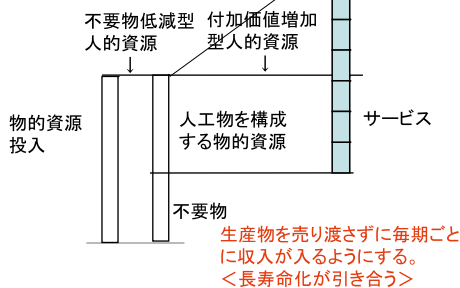 不要物低減型
人的資源
付加価値増加
型人的資源
物的資源
投入
人工物を構成
する物的資源
サービス
不要物
生産物を売り渡さずに毎期ごと
に収入が入るようにする。
＜長寿命化が引き合う＞